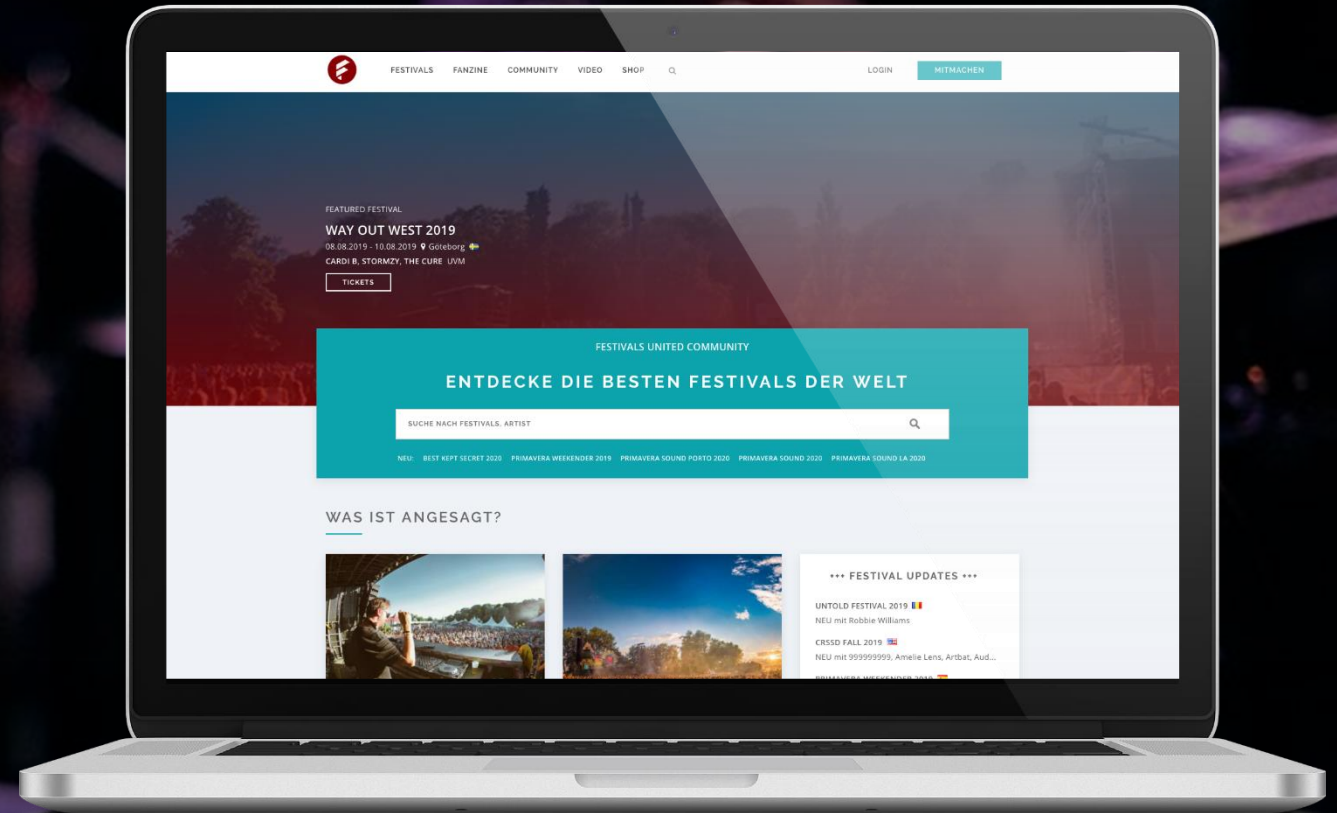 FESTIVALS FANZINE COMMUNITY VIDEO SHOP LOGIN MITMACHEN
FEATURED FESTIVAL
WAY OUT WEST 2019
08.08.2019 - 10.08.2019 Göteborg
CARDI B, STORMZY, THE CURE UVM
TICKETS
FESTIVALS UNITED COMMUNITY
ENTDECKE DIE BESTEN FESTIVALS DER WELT
SUCHE NACH FESTIVALS, ARTIST
NEU: BEST KEPT SECRET 2020 PRIMAVERA WEEKENDER 2019 PRIMAVERA SOUND PORTO 2020 PRIMAVERA SOUND 2020 PRIMAVERA SOUND LA 2020
WAS IST ANGESAGT?
+++ FESTIVAL UPDATES +++
UNTOLD FESTIVAL 2019
NEU mit Robbie Williams
CRSSD FALL 2019
NEU mit 999999999, Amelie Lens, Artbat, Aud...
PRIMAVERA WEEKENDER 2019